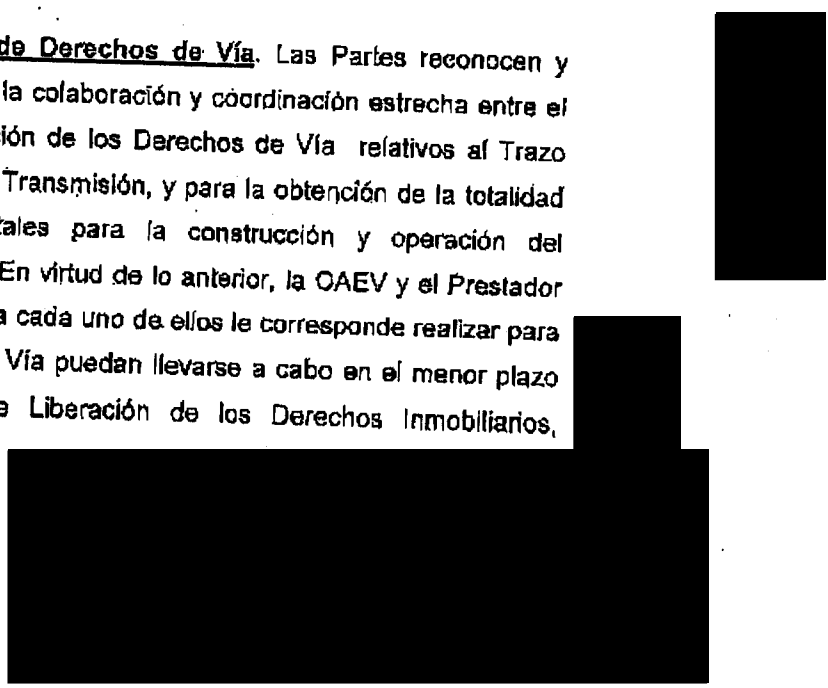 de Derechos de Vía. Las Partes reconocen y
la colaboración y coordinación estrecha entre el
ión de los Derechos de Vía relativos al Trazo
Transmisión, y para la obtención de la totalidad
tales para la construcción y operación del
En virtud de lo anterior, la OAEV y el Prestador
a cada uno de ellos le corresponde realizar para
Vía puedan llevarse a cabo en el menor plazo
e Liberación de los Derechos Inmobiliarios,